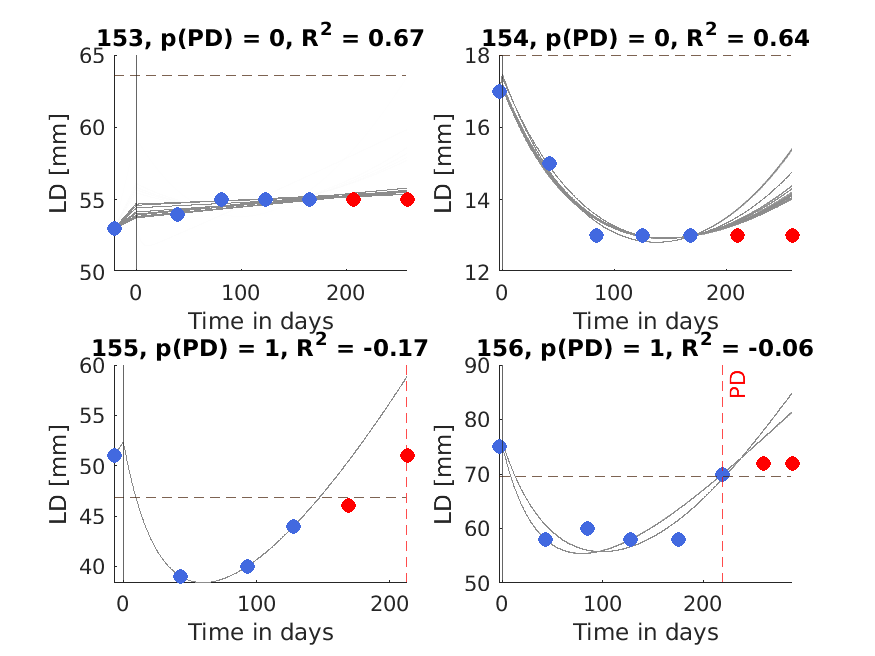 153, p(PD) = 0, R² = 0.67
LD [mm]
65
60
55
50
0
100
200
Time in days
154, p(PD) = 0, R² = 0.64
LD [mm]
18
16
14
12
0
100
200
Time in days
155, p(PD) = 1, R² = -0.17
LD [mm]
60
55
50
45
40
0
100
200
Time in days
156, p(PD) = 1, R² = -0.06
LD [mm]
90
80
70
60
50
PD
0
100
200
Time in days